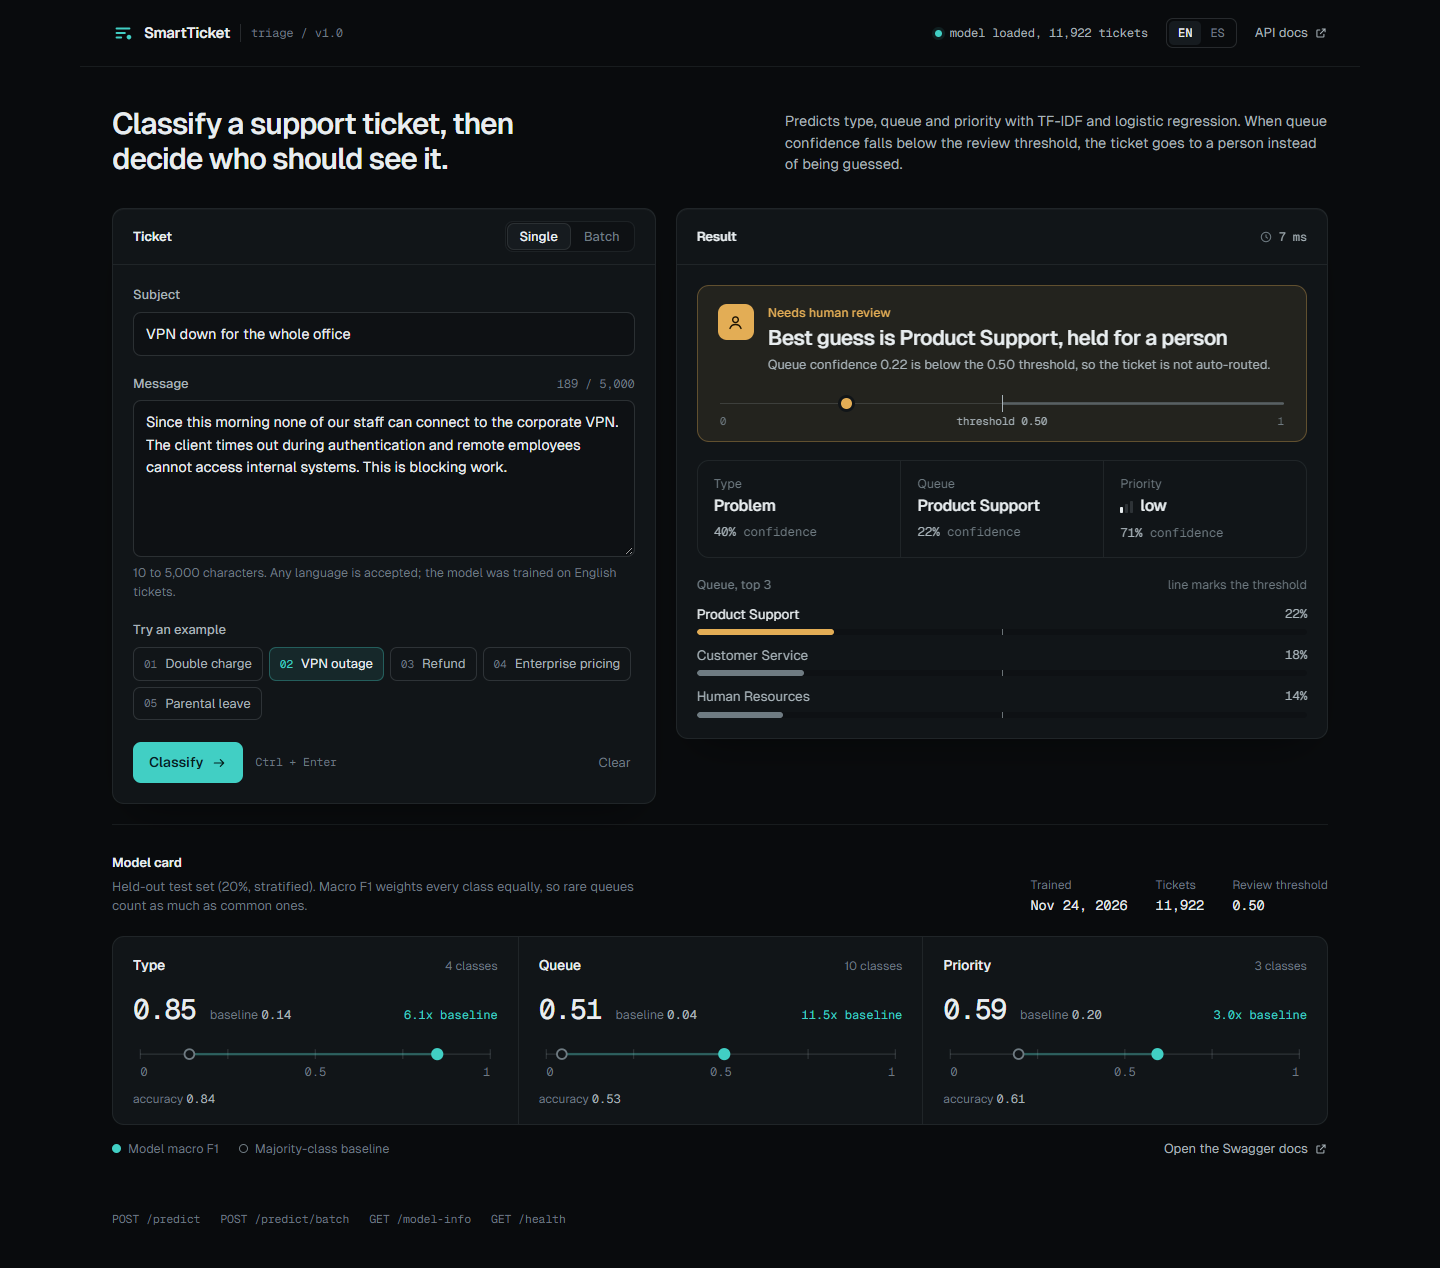 SmartTicket
triage / v1.0
model loaded, 11,922 tickets
EN
ES
API docs
Classify a support ticket, then
decide who should see it.
Predicts type, queue and priority with TF-IDF and logistic regression. When queue
confidence falls below the review threshold, the ticket goes to a person instead
of being guessed.
Ticket
Single
Batch
Subject
VPN down for the whole office
Message
189 / 5,000
Since this morning none of our staff can connect to the corporate VPN.
The client times out during authentication and remote employees
cannot access internal systems. This is blocking work.
10 to 5,000 characters. Any language is accepted; the model was trained on English
tickets.
Try an example
01 Double charge
02 VPN outage
03 Refund
04 Enterprise pricing
05 Parental leave
Classify
Ctrl + Enter
Clear
Result
7 ms
Needs human review
Best guess is Product Support, held for a person
Queue confidence 0.22 is below the 0.50 threshold, so the ticket is not auto-routed.
0
threshold 0.50
1
Type
Problem
40% confidence
Queue
Product Support
22% confidence
Priority
low
71% confidence
Queue, top 3
line marks the threshold
Product Support
22%
Customer Service
18%
Human Resources
14%
Model card
Held-out test set (20%, stratified). Macro F1 weights every class equally, so rare queues
count as much as common ones.
Trained
Nov 24, 2026
Tickets
11,922
Review threshold
0.50
Type
4 classes
0.85
baseline 0.14
6.1x baseline
0
0.5
1
accuracy 0.84
Queue
10 classes
0.51
baseline 0.04
11.5x baseline
0
0.5
1
accuracy 0.53
Priority
3 classes
0.59
baseline 0.20
3.0x baseline
0
0.5
1
accuracy 0.61
Model macro F1
Majority-class baseline
Open the Swagger docs
POST /predict
POST /predict/batch
GET /model-info
GET /health